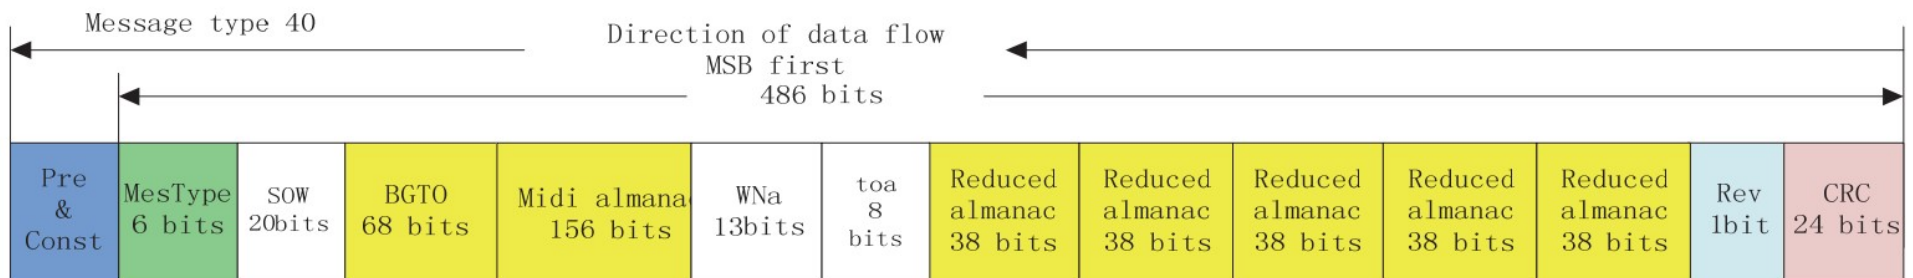 Message type 40
Direction of data flow
MSB first
486 bits
Pre
&
Const
MesType
6 bits
SOW
20bits
BGTO
68 bits
Midi almana
156 bits
WNa
13bits
toa
8
bits
Reduced
almanac
38 bits
Reduced
almanac
38 bits
Reduced
almanac
38 bits
Reduced
almanac
38 bits
Reduced
almanac
38 bits
Rev
1bit
CRC
24 bits